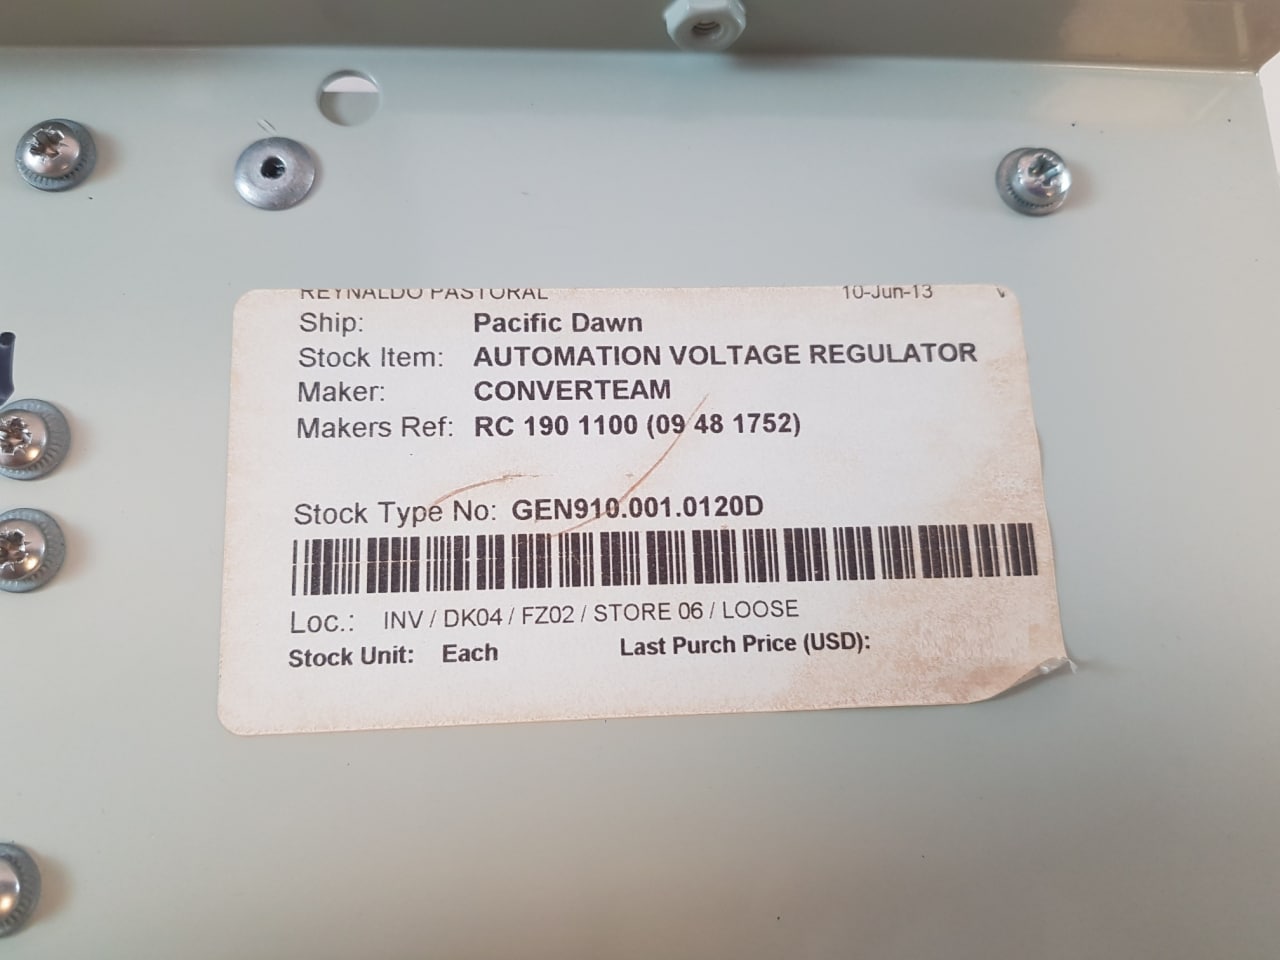 REYNALDO PASTORAL 10-Jun-13
Ship: Pacific Dawn
Stock Item: AUTOMATION VOLTAGE REGULATOR
Maker: CONVERTEAM
Makers Ref: RC 190 1100 (09 48 1752)
Stock Type No: GEN910.001.0120D
Loc.: INV / DK04 / FZ02 / STORE 06 / LOOSE
Stock Unit: Each Last Purch Price (USD):